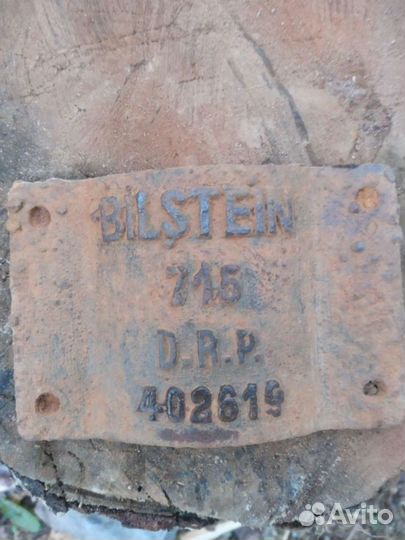 BILSTEIN
715
D.R.P.
402619
Avito